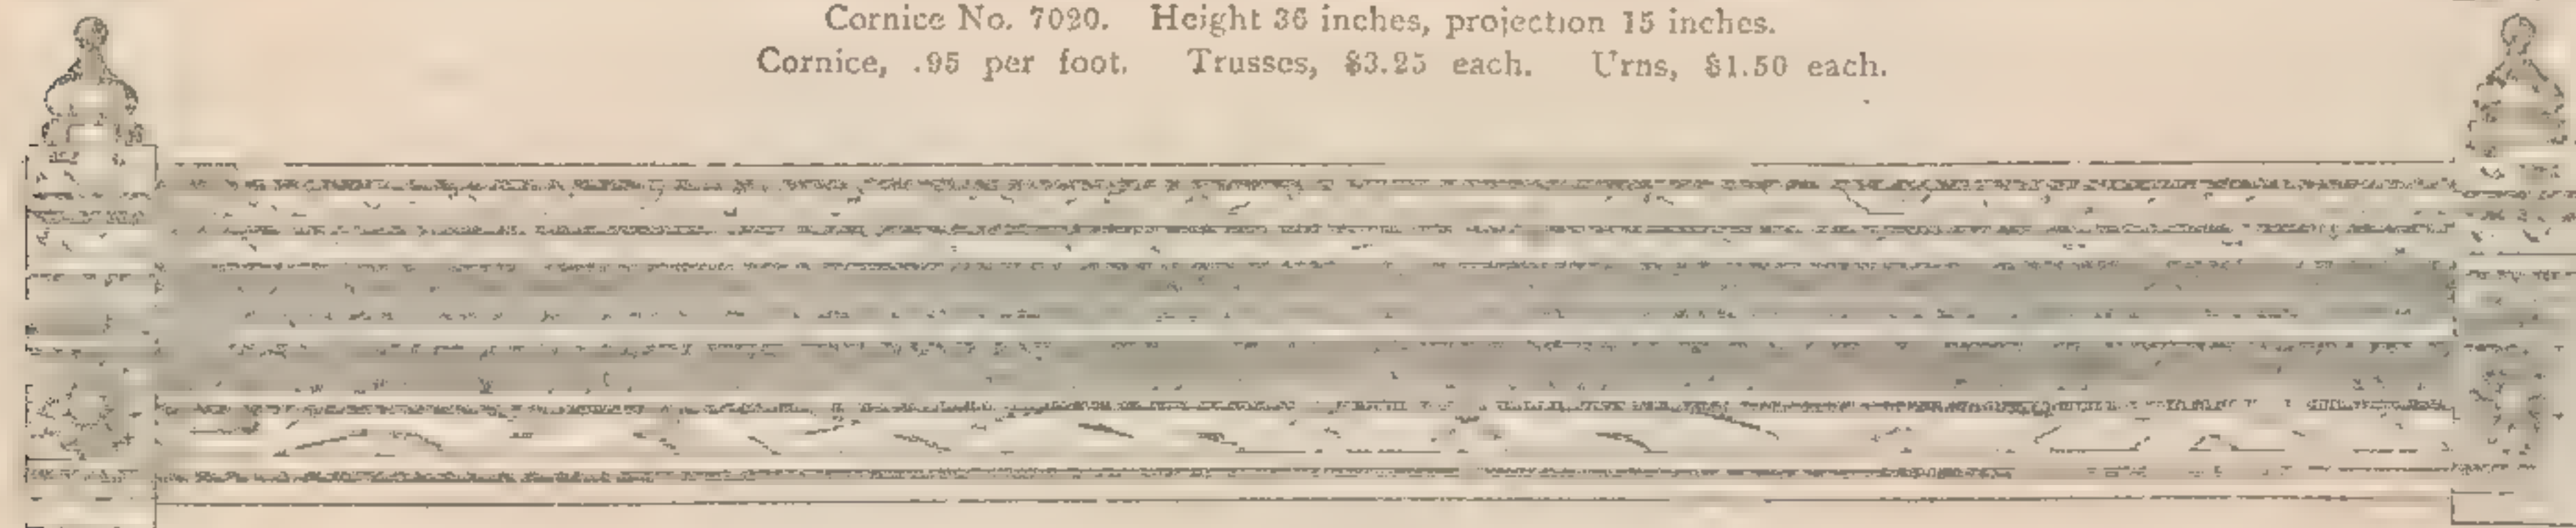 Cornice No. 7020. Height 36 inches, projection 15 inches.
Cornice, .95 per foot. Trusses, $3.25 each. Urns, $1.50 each.